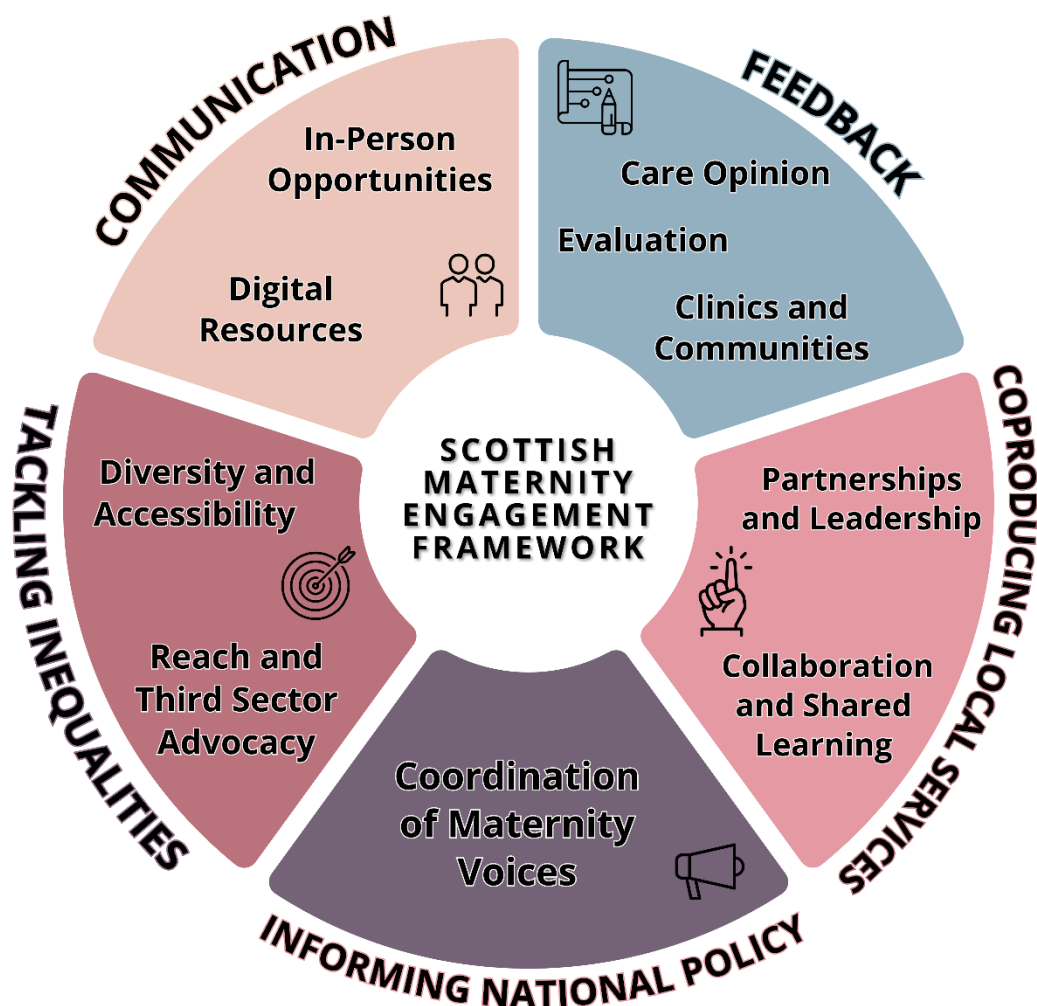 COMMUNICATION
In-Person
Opportunities
Digital
Resources
FEEDBACK
Care Opinion
Evaluation
Clinics and
Communities
COPRODUCING LOCAL SERVICES
Partnerships
and Leadership
Collaboration
and Shared
Learning
INFORMING NATIONAL POLICY
Coordination
of Maternity
Voices
TACKLING INEQUALITIES
Diversity and
Accessibility
Reach and
Third Sector
Advocacy
SCOTTISH
MATERNITY
ENGAGEMENT
FRAMEWORK